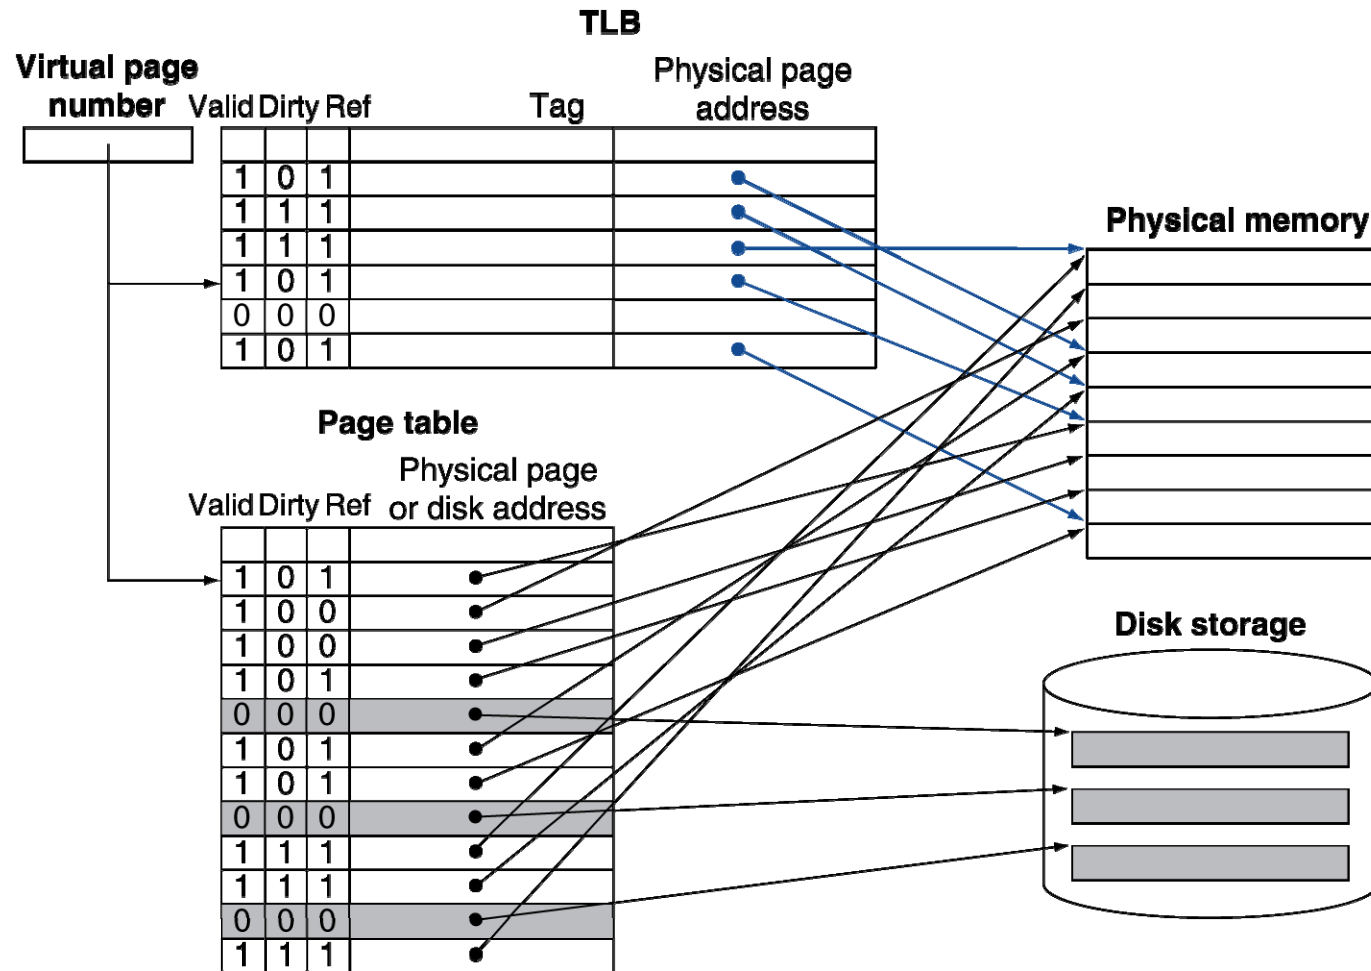 TLB
Virtual page
number
Valid Dirty Ref
Tag
Physical page
address
1 0 1
1 1 1
1 1 1
1 0 1
0 0 0
1 0 1
Physical memory
Page table
Physical page
or disk address
Valid Dirty Ref
1 0 1
1 0 0
1 0 0
1 0 1
0 0 0
1 0 1
1 0 1
0 0 0
1 1 1
1 1 1
0 0 0
1 1 1
Disk storage